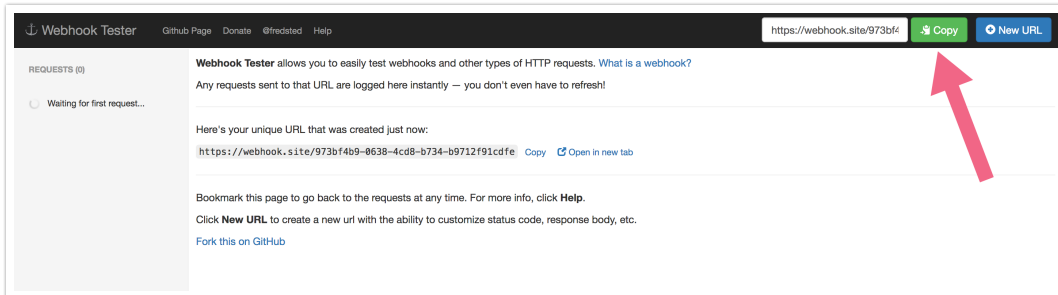 Webhook Tester Github Page Donate @fredsted Help https://webhook.site/973bf4 Copy New URL
REQUESTS (0)
Waiting for first request...
Webhook Tester allows you to easily test webhooks and other types of HTTP requests. What is a webhook?
Any requests sent to that URL are logged here instantly — you don't even have to refresh!
Here's your unique URL that was created just now:
https://webhook.site/973bf4b9-0638-4cd8-b734-b9712f91cdfe Copy Open in new tab
Bookmark this page to go back to the requests at any time. For more info, click Help.
Click New URL to create a new url with the ability to customize status code, response body, etc.
Fork this on GitHub